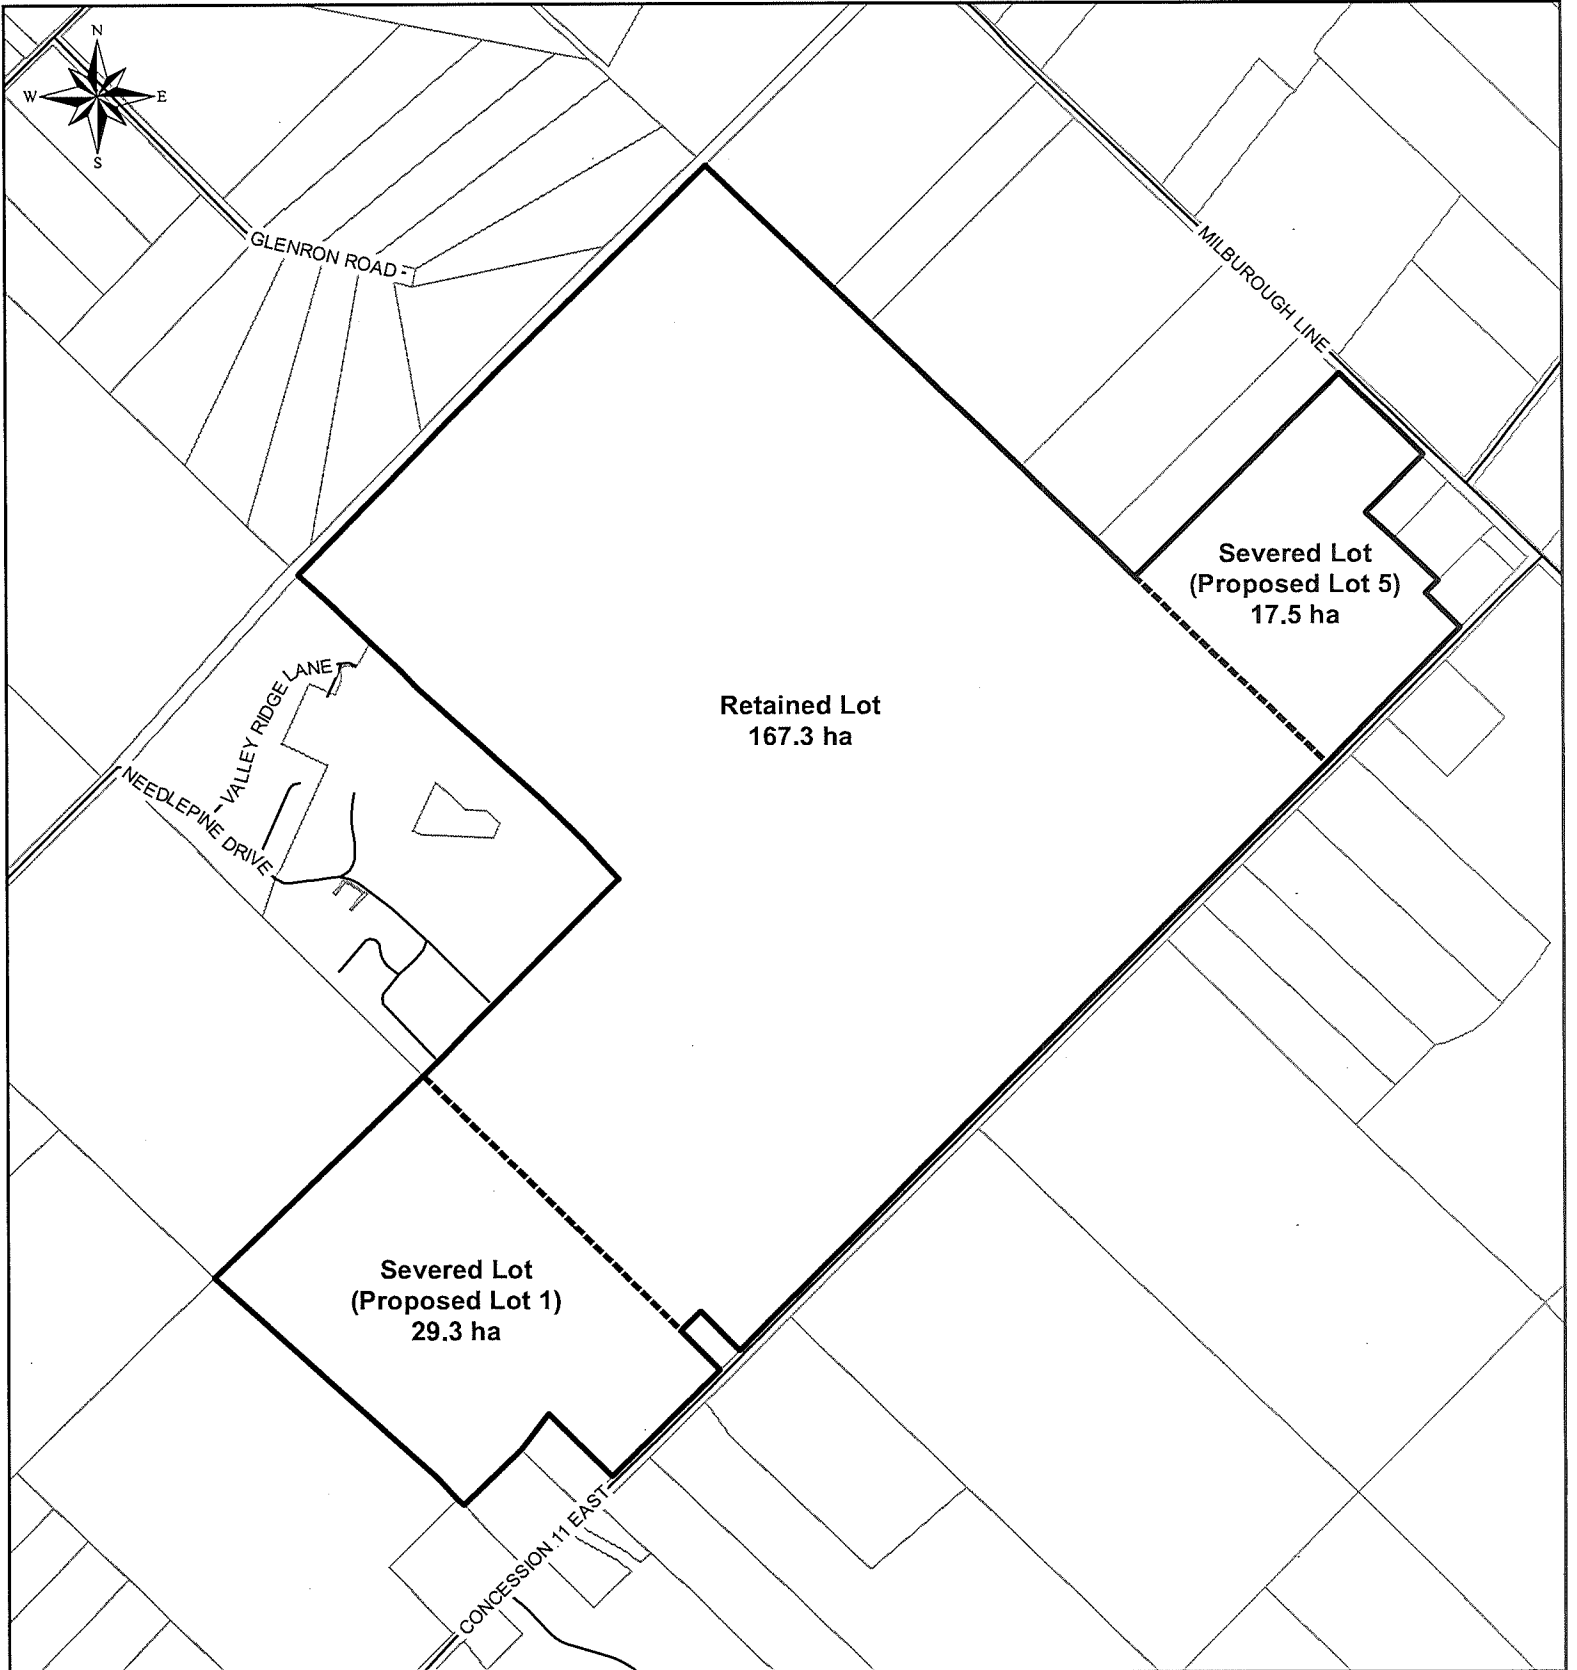 N
W
E
S
GLENRON ROAD
MILBUROUGH LINE
Severed Lot
(Proposed Lot 5)
17.5 ha
VALLEY RIDGE LANE
Retained Lot
167.3 ha
NEEDLEPINE DRIVE
Severed Lot
(Proposed Lot 1)
29.3 ha
CONCESSION 11 EAST